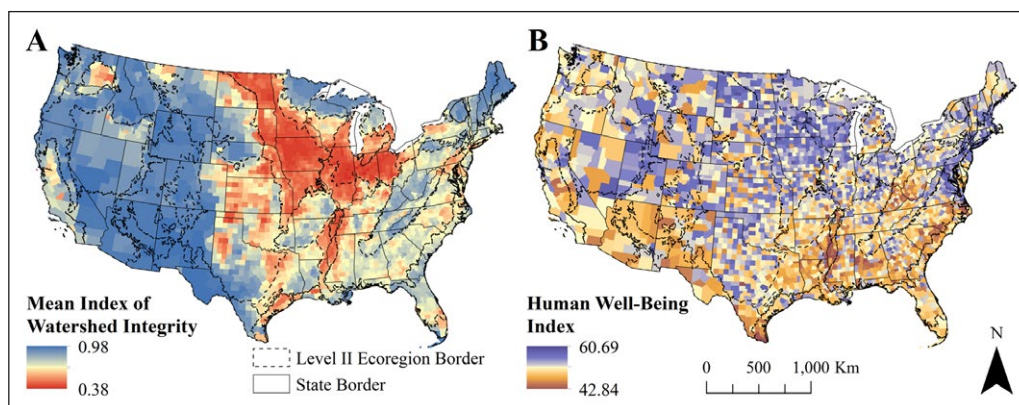 A
B
Mean Index of
Watershed Integrity
0.98
0.38
Level II Ecoregion Border
State Border
Human Well-Being
Index
60.69
42.84
0 500 1,000 Km
N